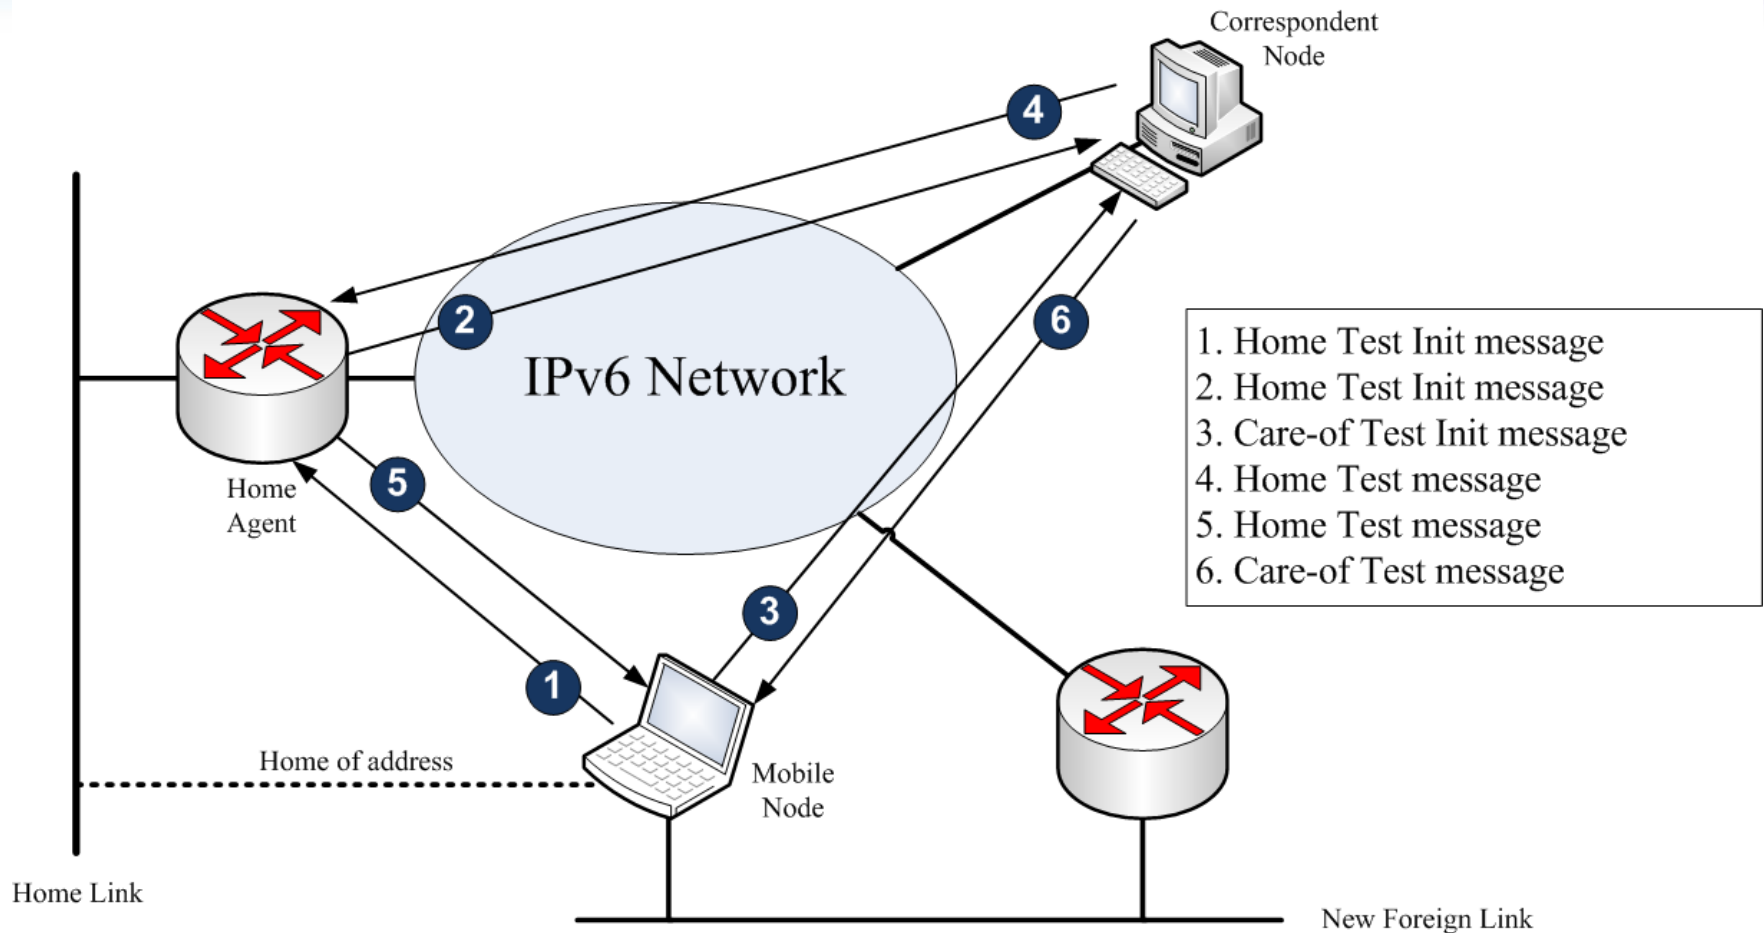 Correspondent
Node
4
2
6
IPv6 Network
1. Home Test Init message
2. Home Test Init message
3. Care-of Test Init message
4. Home Test message
5. Home Test message
6. Care-of Test message
5
Home
Agent
3
1
Home of address
Mobile
Node
Home Link
New Foreign Link